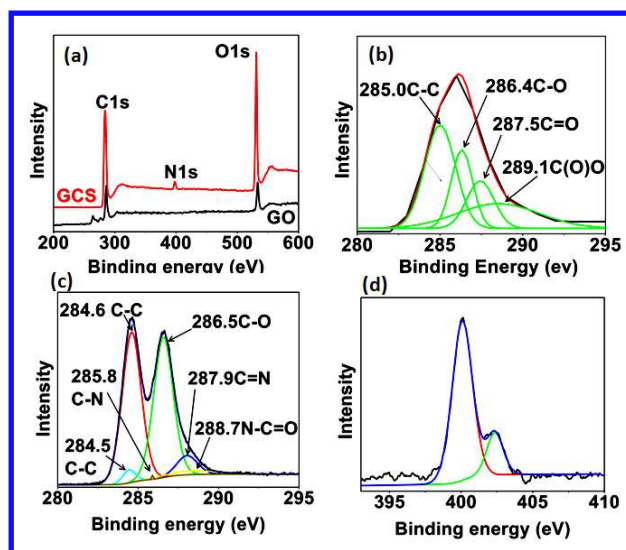 (a)
O1s
C1s
N1s
GCS
GO
Intensity
200 300 400 500 600
Binding energy (eV)
(b)
286.4C-O
285.0C-C
287.5C=O
289.1C(O)O
Intensity
285 290 295
Binding Energy (ev)
(c)
284.6 C-C
286.5C-O
285.8
C-N
287.9C=N
288.7N-C=O
284.5
C-C
Intensity
280 285 290 295
Binding energy (eV)
(d)
Intensity
395 400 405 410
Binding energy (eV)